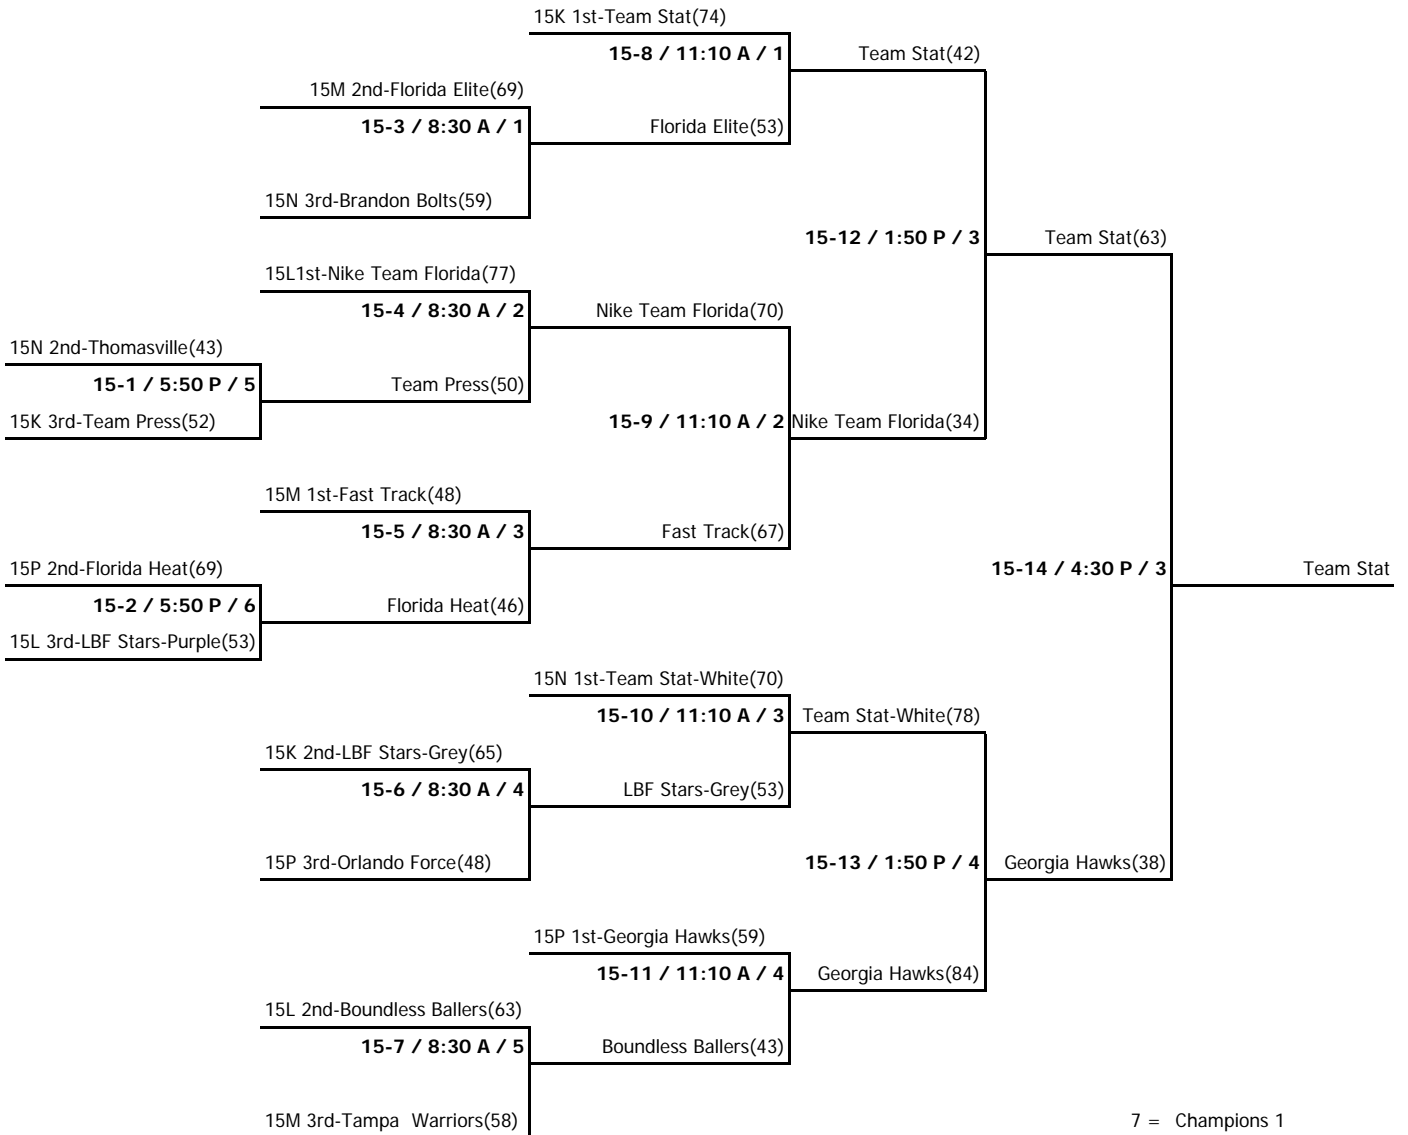 15K 1st-Team Stat(74)
15-8 / 11:10 A / 1
Team Stat(42)
15M 2nd-Florida Elite(69)
15-3 / 8:30 A / 1
Florida Elite(53)
15N 3rd-Brandon Bolts(59)
15-12 / 1:50 P / 3
Team Stat(63)
15L1st-Nike Team Florida(77)
15-4 / 8:30 A / 2
Nike Team Florida(70)
15N 2nd-Thomasville(43)
15-1 / 5:50 P / 5
Team Press(50)
15K 3rd-Team Press(52)
15-9 / 11:10 A / 2
Nike Team Florida(34)
15M 1st-Fast Track(48)
15-5 / 8:30 A / 3
Fast Track(67)
15P 2nd-Florida Heat(69)
15-14 / 4:30 P / 3
Team Stat
15-2 / 5:50 P / 6
Florida Heat(46)
15L 3rd-LBF Stars-Purple(53)
15N 1st-Team Stat-White(70)
15-10 / 11:10 A / 3
Team Stat-White(78)
15K 2nd-LBF Stars-Grey(65)
15-6 / 8:30 A / 4
LBF Stars-Grey(53)
15P 3rd-Orlando Force(48)
15-13 / 1:50 P / 4
Georgia Hawks(38)
15P 1st-Georgia Hawks(59)
15-11 / 11:10 A / 4
Georgia Hawks(84)
15L 2nd-Boundless Ballers(63)
15-7 / 8:30 A / 5
Boundless Ballers(43)
15M 3rd-Tampa  Warriors(58)
7 =  Champions 1